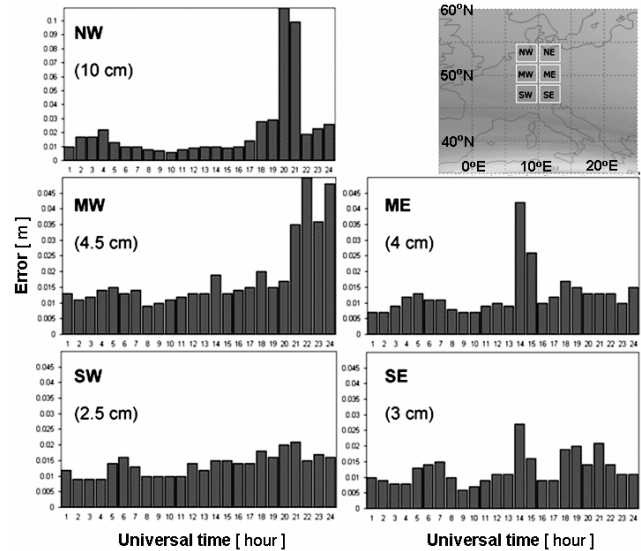 NW
(10 cm)
0.1
0.09
0.08
0.07
0.06
0.05
0.04
0.03
0.02
0.01
0
1 2 3 4 5 6 7 8 9 10 11 12 13 14 15 16 17 18 19 20 21 22 23 24
60°N
50°N
40°N
0°E 10°E 20°E
NW NE
MW ME
SW SE
Error [ m ]
MW
(4.5 cm)
0.045
0.04
0.035
0.03
0.025
0.02
0.015
0.01
0.005
0
1 2 3 4 5 6 7 8 9 10 11 12 13 14 15 16 17 18 19 20 21 22 23 24
ME
(4 cm)
0.045
0.04
0.035
0.03
0.025
0.02
0.015
0.01
0.005
0
1 2 3 4 5 6 7 8 9 10 11 12 13 14 15 16 17 18 19 20 21 22 23 24
SW
(2.5 cm)
0.045
0.04
0.035
0.03
0.025
0.02
0.015
0.01
0.005
0
1 2 3 4 5 6 7 8 9 10 11 12 13 14 15 16 17 18 19 20 21 22 23 24
Universal time [ hour ]
SE
(3 cm)
0.045
0.04
0.035
0.03
0.025
0.02
0.015
0.01
0.005
0
1 2 3 4 5 6 7 8 9 10 11 12 13 14 15 16 17 18 19 20 21 22 23 24
Universal time [ hour ]